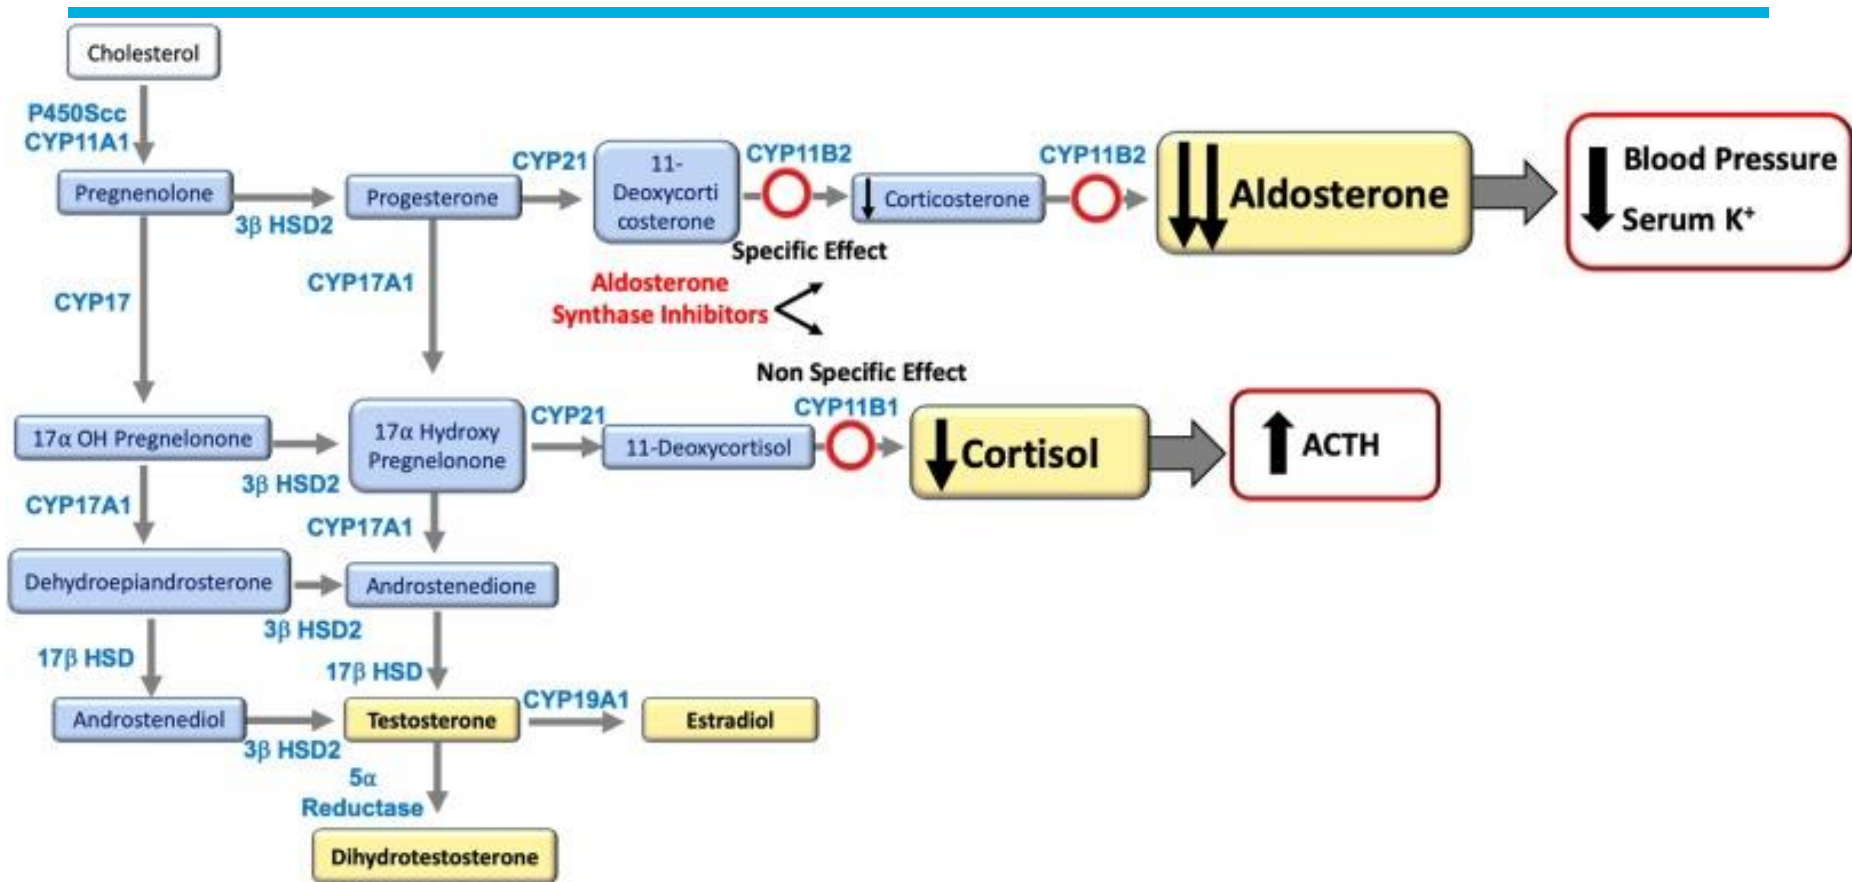 Cholesterol
P450Scc
CYP11A1
Pregnenolone
3β HSD2
Progesterone
CYP21
11-
Deoxycorti
costerone
CYP11B2
Corticosterone
CYP11B2
Aldosterone
Blood Pressure
Serum K⁺
CYP17
CYP17A1
Specific Effect
Aldosterone
Synthase Inhibitors
Non Specific Effect
17α OH Pregnelonone
3β HSD2
17α Hydroxy
Pregnelonone
CYP21
11-Deoxycortisol
CYP11B1
Cortisol
ACTH
CYP17A1
CYP17A1
Dehydroepiandrosterone
3β HSD2
Androstenedione
17β HSD
17β HSD
Androstenediol
3β HSD2
Testosterone
CYP19A1
Estradiol
5α
Reductase
Dihydrotestosterone